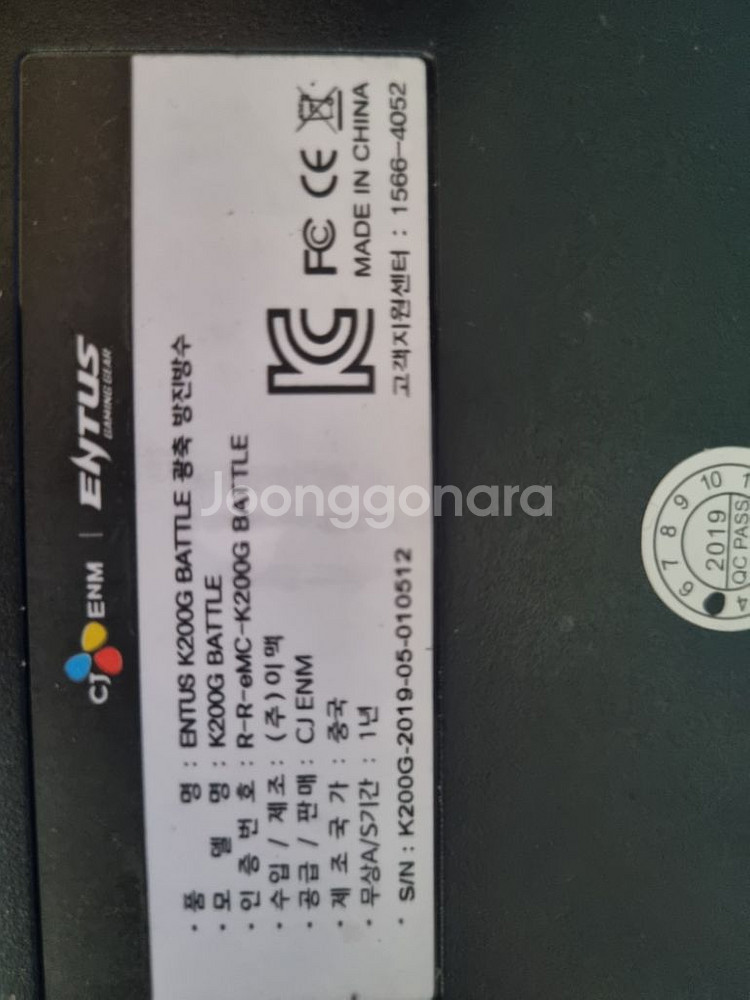 CJ ENM | ENTUS
GAMING GEAR
· 품 명 : ENTUS K200G BATTLE 광축 방진방수
· 모 델 명 : K200G BATTLE
· 인 증 번 호 : R-R-eMC-K200G BATTLE
· 수입 / 제조 : (주)이맥
· 공급 / 판매 : CJ ENM
· 제 조 국 가 : 중국
· 무상A/S기간 : 1년
· S/N : K200G-2019-05-010512
FC CE
MADE IN CHINA
고객지원센터 : 1566-4052
Joonggonara
6 7 8 9 10
2019
QC PASS